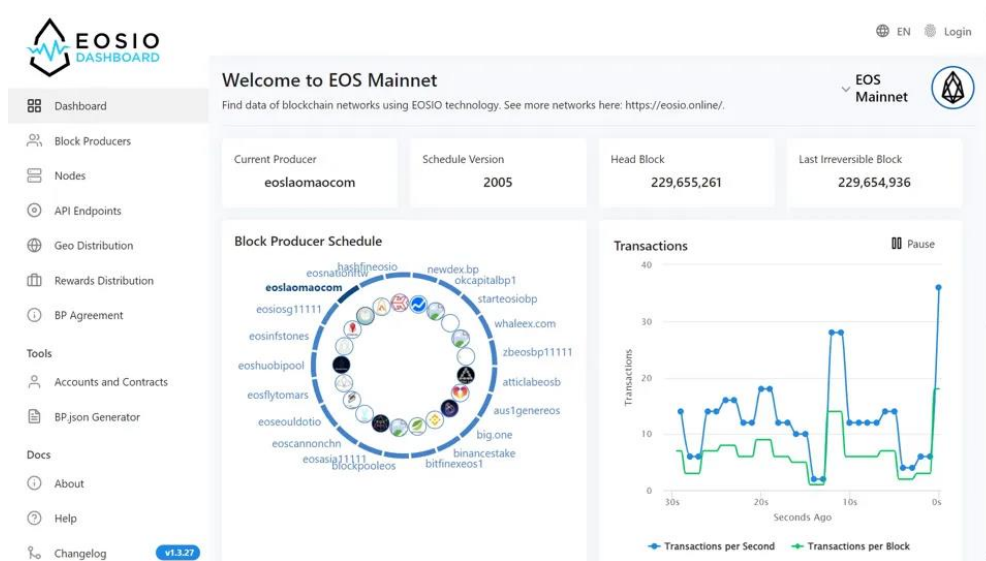 EOSIO
DASHBOARD
EN
Login
Dashboard
Block Producers
Nodes
API Endpoints
Geo Distribution
Rewards Distribution
BP Agreement
Tools
Accounts and Contracts
BP.json Generator
Docs
About
Help
Changelog
v1.3.27
Welcome to EOS Mainnet
Find data of blockchain networks using EOSIO technology. See more networks here: https://eosio.online/.
EOS
Mainnet
Current Producer
eoslaomaocom
Schedule Version
2005
Head Block
229,655,261
Last Irreversible Block
229,654,936
Block Producer Schedule
hashfineosio
newdex.bp
eosnationftw
okcapitalbp1
eoslaomaocom
starteosiobp
eosiosg11111
whaleex.com
eosinfstones
zbeosbp11111
eoshuobipool
atticlabeosb
eosflytomars
aus1genereos
eoseouldotio
big.one
eoscannonchn
binancestake
eosasia11111
bitfinexeos1
blockpooleos
Transactions
Pause
40
30
20
10
0
Transactions
30s
20s
10s
0s
Seconds Ago
Transactions per Second
Transactions per Block